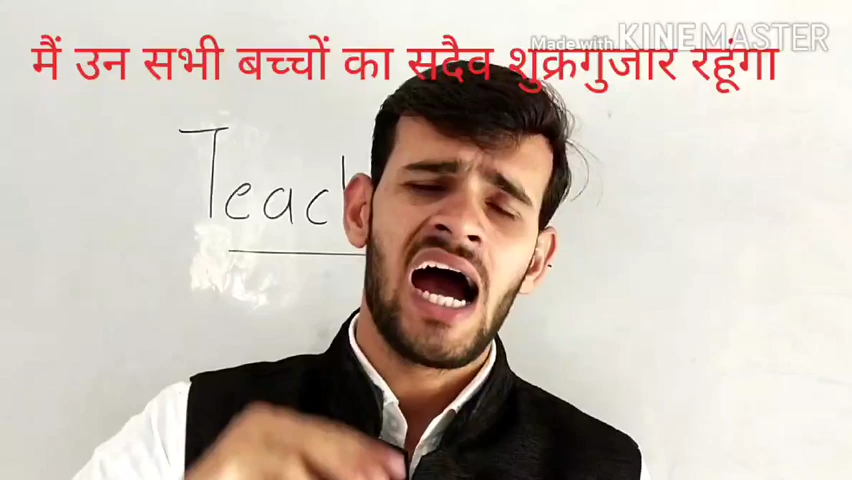 Made with KINEMASTER
मैं उन सभी बच्चों का सदैव शुक्रगुजार रहूंगा
Teach